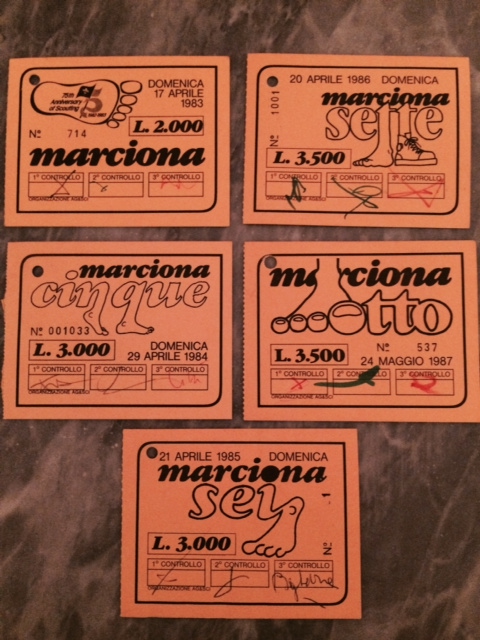 75th
Anniversary
of Scouting
75
DOMENICA
17 APRILE
1983
No 714
L. 2.000
marciona
1° CONTROLLO 2° CONTROLLO 3° CONTROLLO
ORGANIZZAZIONE AGESCI
20 APRILE 1986 DOMENICA
marciona
sette
No 1001
L. 3.500
1° CONTROLLO 2° CONTROLLO 3° CONTROLLO
ORGANIZZAZIONE AGESCI
marciona
cinque
No 001033
L. 3.000
DOMENICA
29 APRILE 1984
1° CONTROLLO 2° CONTROLLO 3° CONTROLLO
ORGANIZZAZIONE AGESCI
marciona
otto
L. 3.500
No 537
24 MAGGIO 1987
1° CONTROLLO 2° CONTROLLO 3° CONTROLLO
ORGANIZZAZIONE AGESCI
21 APRILE 1985 DOMENICA
marciona
sei
L. 3.000
No
1° CONTROLLO 2° CONTROLLO 3° CONTROLLO
ORGANIZZAZIONE AGESCI